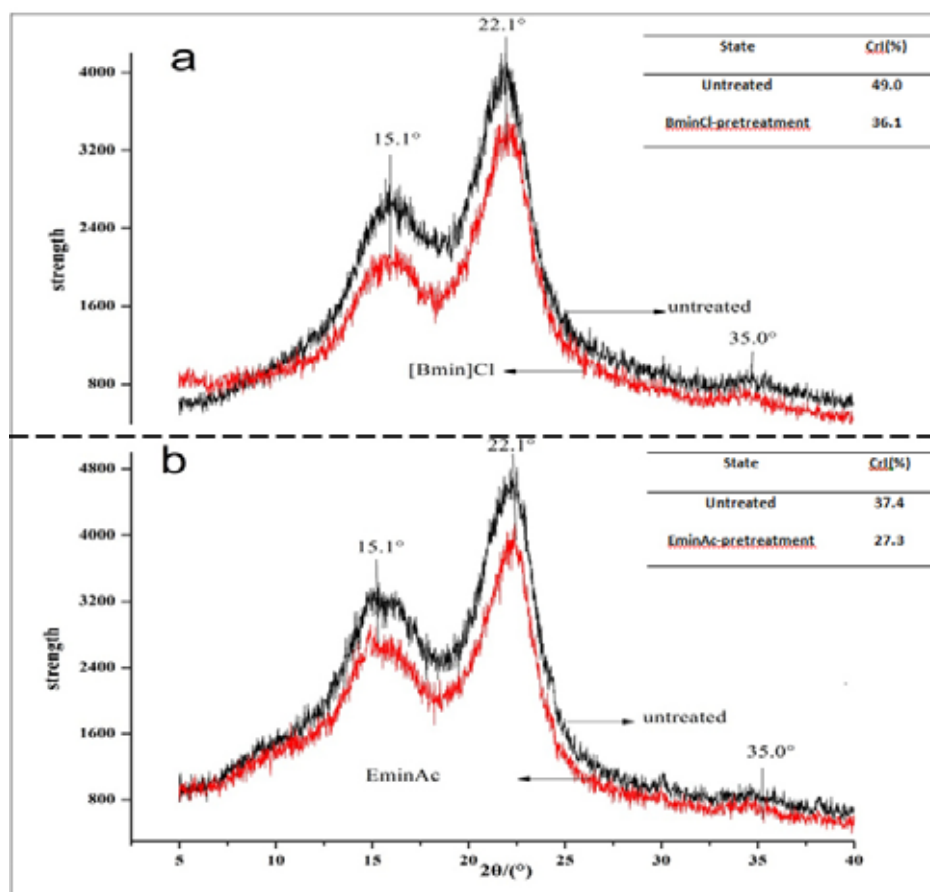 a
22.1°
State CrI(%)
Untreated 49.0
BminCl-pretreatment 36.1
15.1°
4000
3200
2400
1600
800
strength
untreated
35.0°
[Bmin]Cl
b
22.1°
State CrI(%)
Untreated 37.4
EminAc-pretreatment 27.3
15.1°
4800
4000
3200
2400
1600
800
strength
untreated
35.0°
EminAc
5 10 15 20 25 30 35 40
2θ/(°)